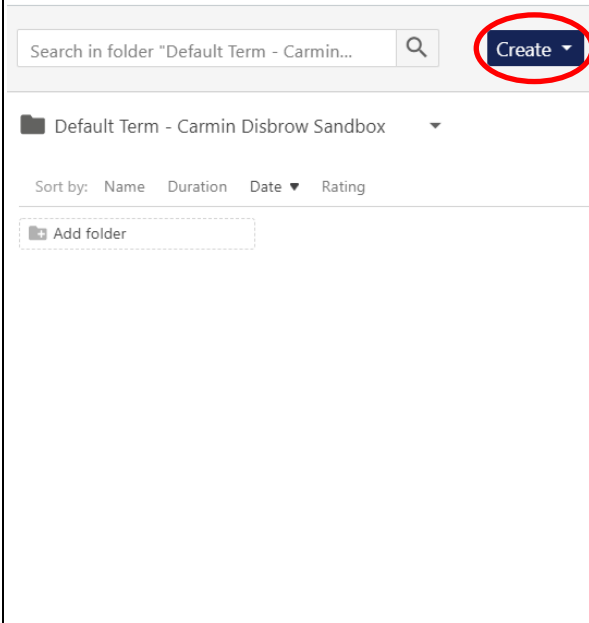 Search in folder "Default Term - Carmin... Create
Default Term - Carmin Disbrow Sandbox
Sort by: Name Duration Date ▼ Rating
Add folder